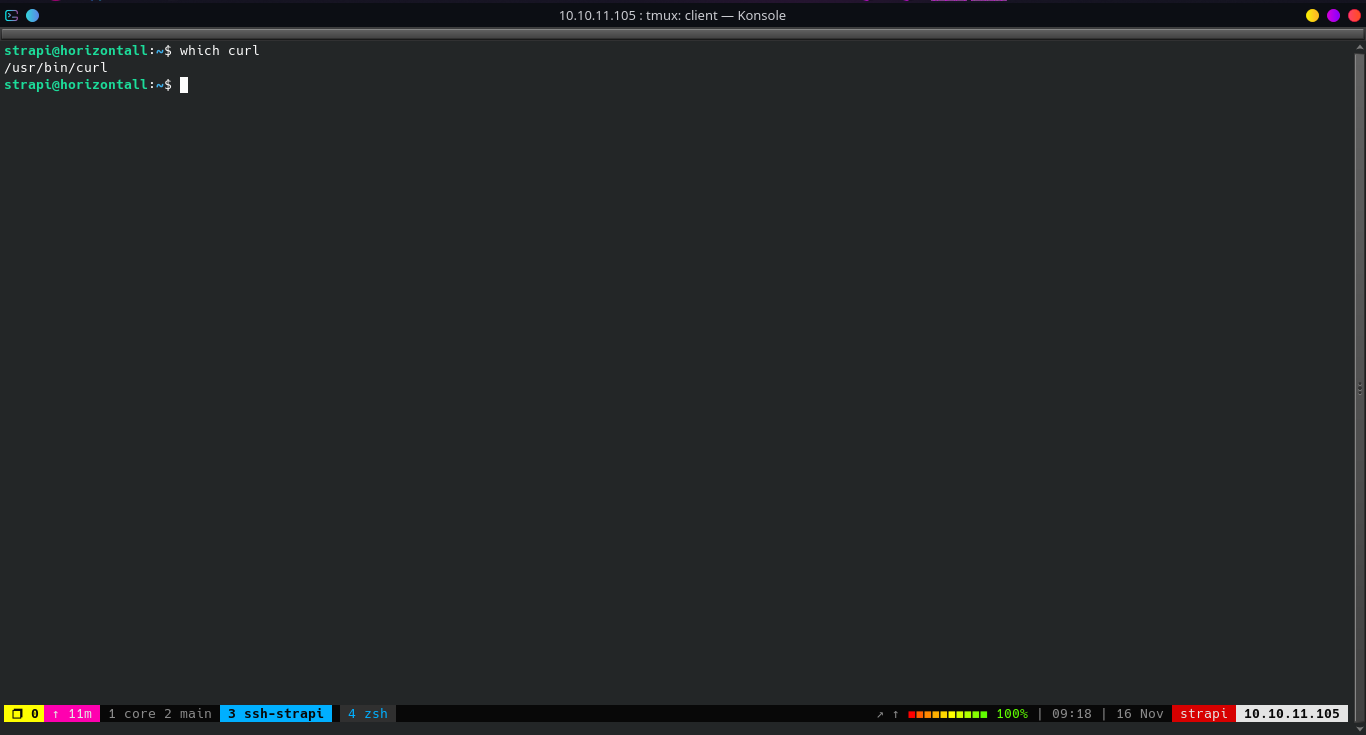 10.10.11.105 : tmux: client — Konsole
strapi@horizontall:~$ which curl
/usr/bin/curl
strapi@horizontall:~$
0 ↑ 11m 1 core 2 main 3 ssh-strapi 4 zsh ↗ ↑ 100% | 09:18 | 16 Nov strapi 10.10.11.105